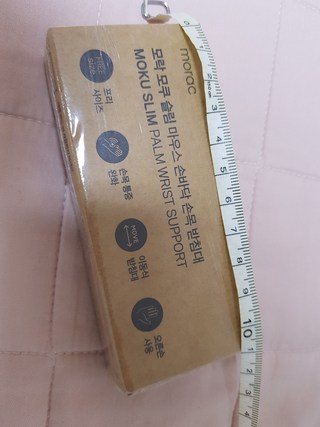 morac
모락 모쿠 슬림 마우스 손바닥 손목 받침대
MOKU SLIM PALM WRIST SUPPORT
프리
사이즈
손목 통증
완화
MOVE
이동식
받침대
오른손
사용
2
3
4
5
6
7
8
9
10
1
2
3
4